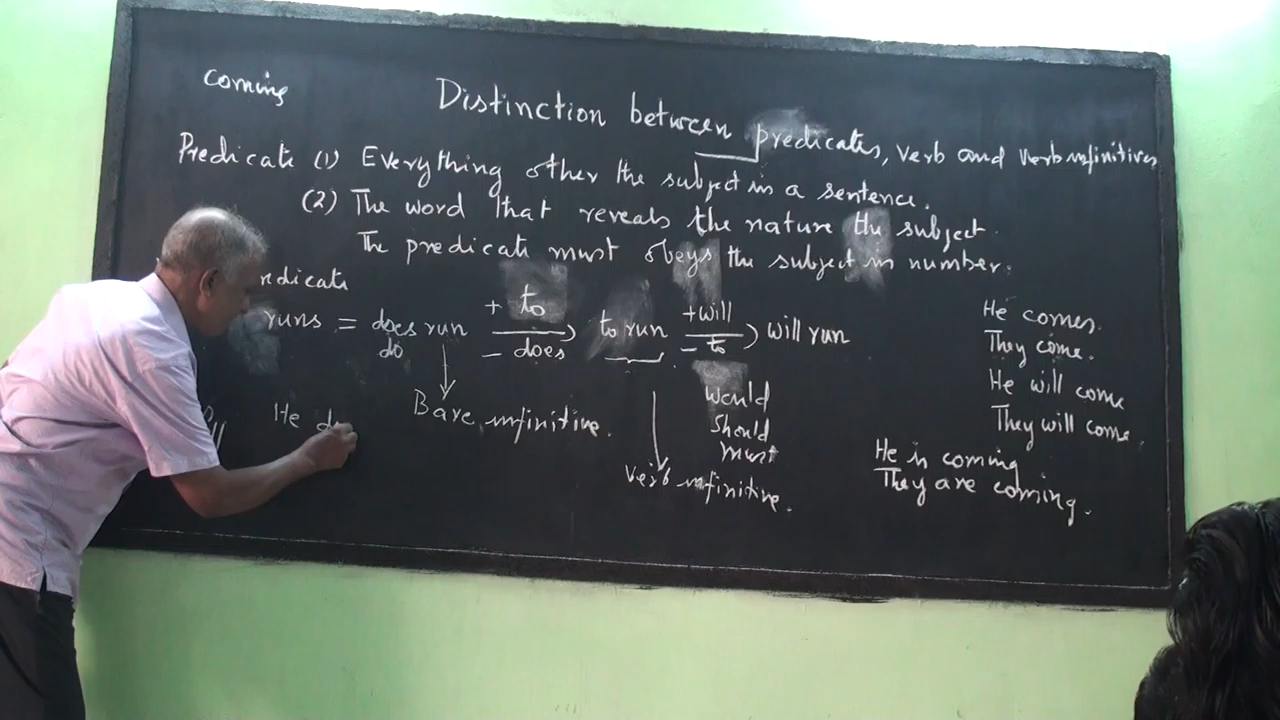 coming
Distinction between predicates, verb and verb infinitives
Predicate (1) Everything other the subject in a sentence.
(2) The word that reveals the nature the subject.
The predicate must obeys the subject in number.
redicate
runs = does run + to to run + will will run
do - does - to
He comes.
They come.
He will come
They will come.
would
should
must
He do
Bare infinitive.
verb infinitive.
He is coming
They are coming.